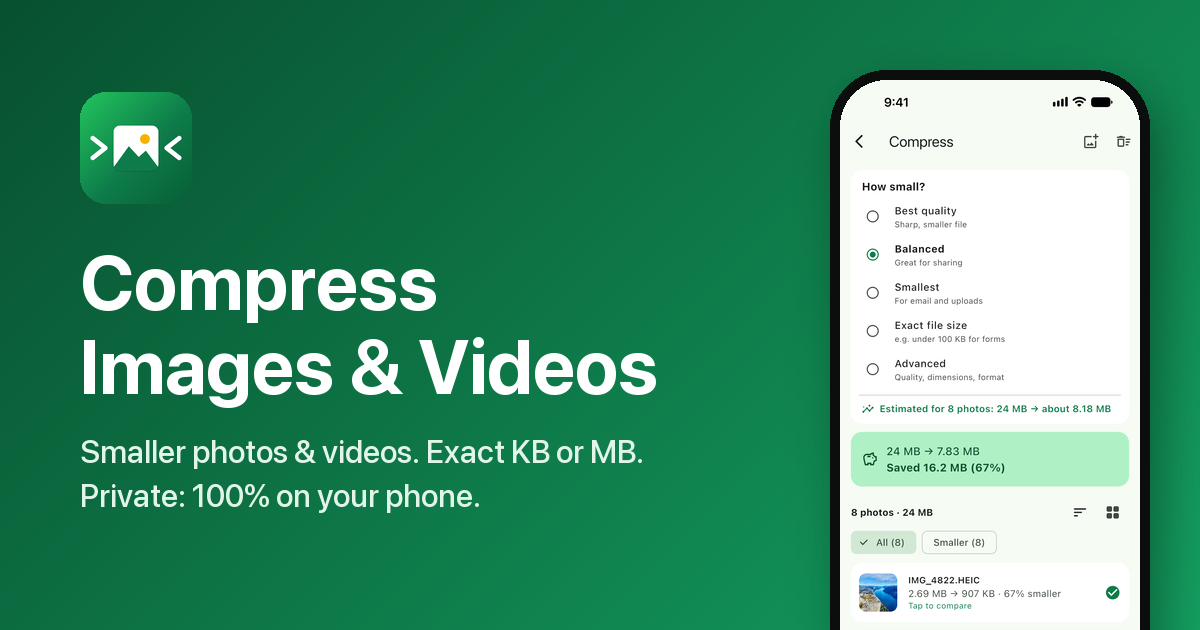 Compress
Images & Videos
Smaller photos & videos. Exact KB or MB.
Private: 100% on your phone.
9:41
Compress
How small?
Best quality
Sharp, smaller file
Balanced
Great for sharing
Smallest
For email and uploads
Exact file size
e.g. under 100 KB for forms
Advanced
Quality, dimensions, format
Estimated for 8 photos: 24 MB → about 8.18 MB
24 MB → 7.83 MB
Saved 16.2 MB (67%)
8 photos · 24 MB
All (8) Smaller (8)
IMG_4822.HEIC
2.69 MB → 907 KB · 67% smaller
Tap to compare